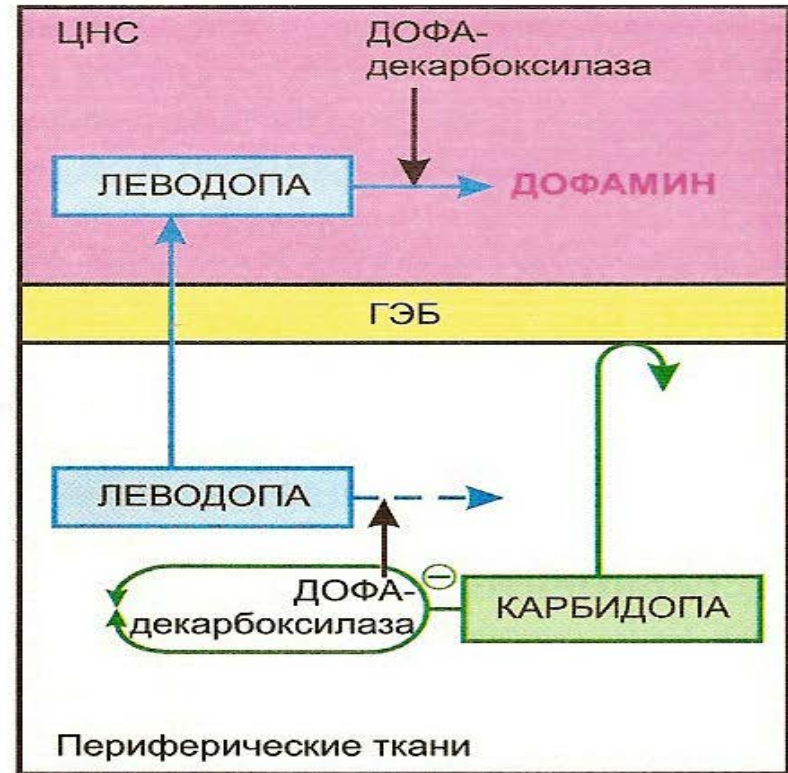 ЦНС
ДОФА-
декарбоксилаза
ЛЕВОДОПА
ДОФАМИН
ГЭБ
ЛЕВОДОПА
ДОФА-
декарбоксилаза
КАРБИДОПА
Периферические ткани